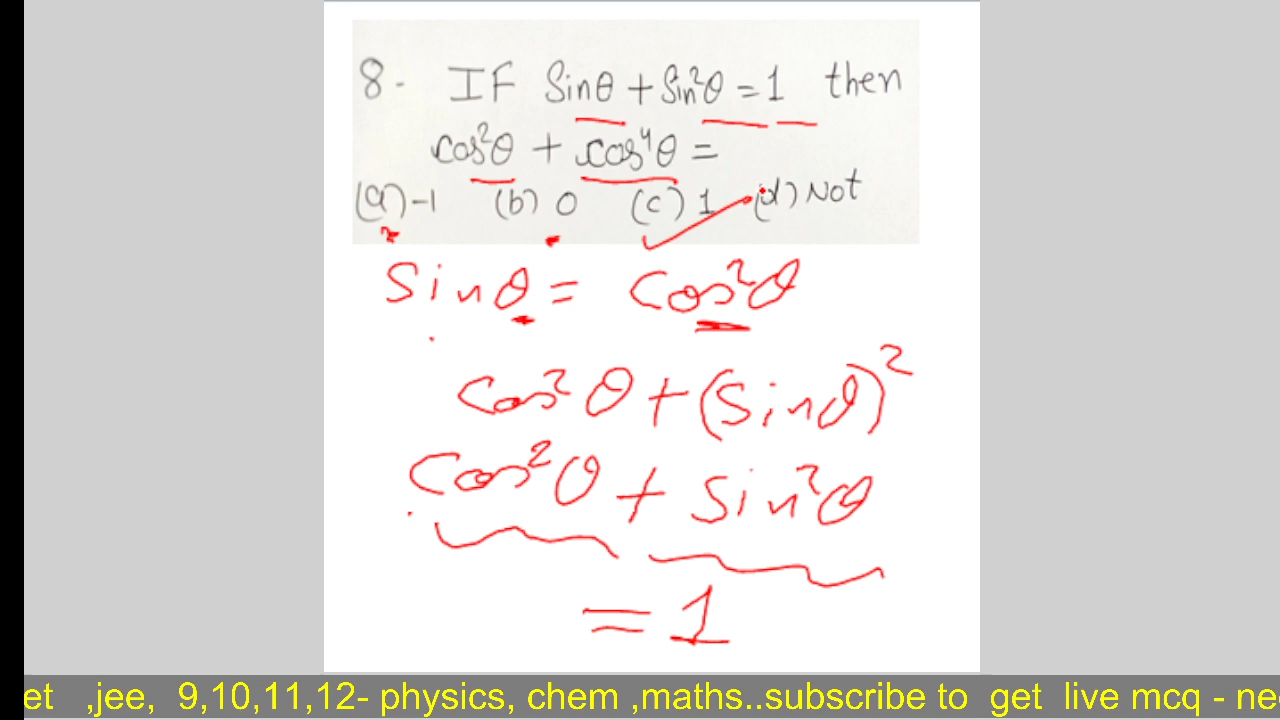 8. IF Sinθ + Sin²θ = 1 then
cos²θ + cos⁴θ =
(a) -1 (b) 0 (c) 1 (d) Not
Sinθ = Cos²θ
Cos²θ + (Sinθ)²
Cos²θ + Sin²θ
= 1
et ,jee, 9,10,11,12- physics, chem ,maths..subscribe to get live mcq - ne